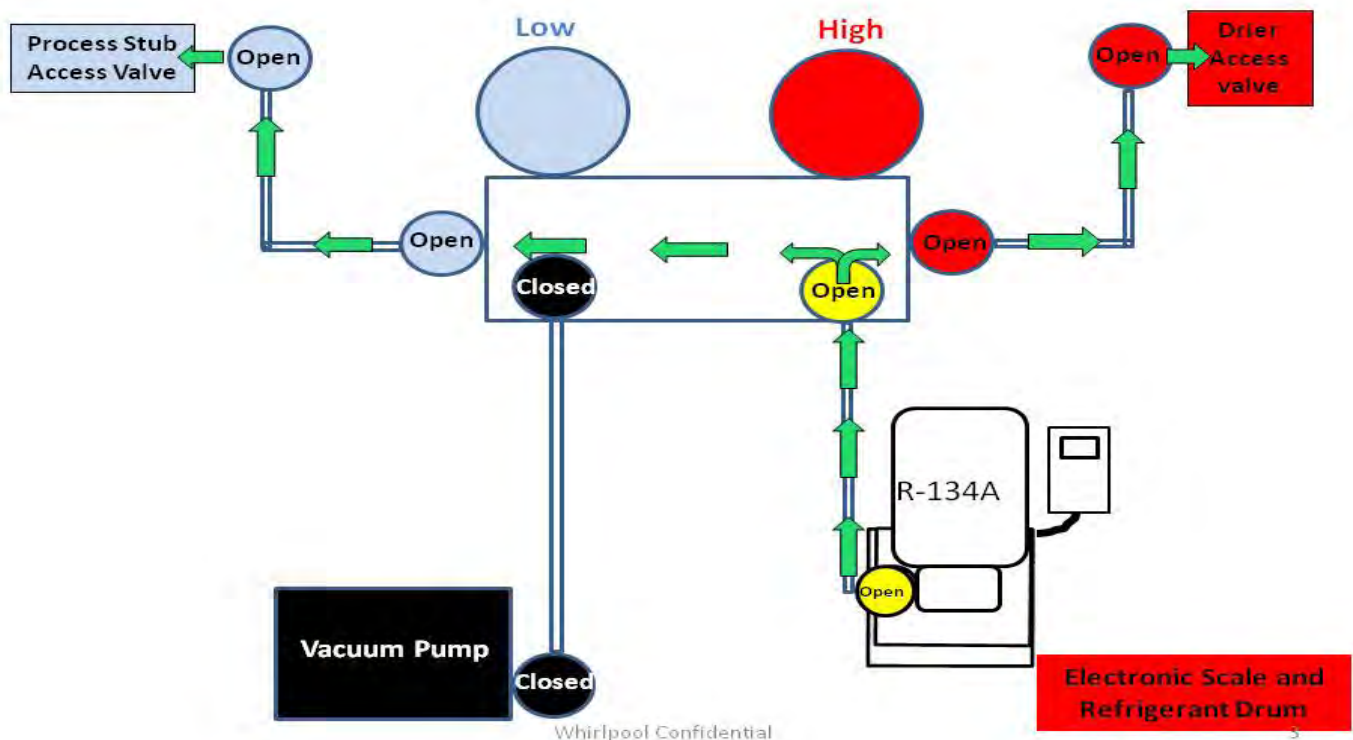 Low
High
Process Stub
Access Valve
Open
Open
Drier
Access
valve
Open
Open
Closed
Open
R-134A
Open
Vacuum Pump
Closed
Electronic Scale and
Refrigerant Drum
Whirlpool Confidential
3